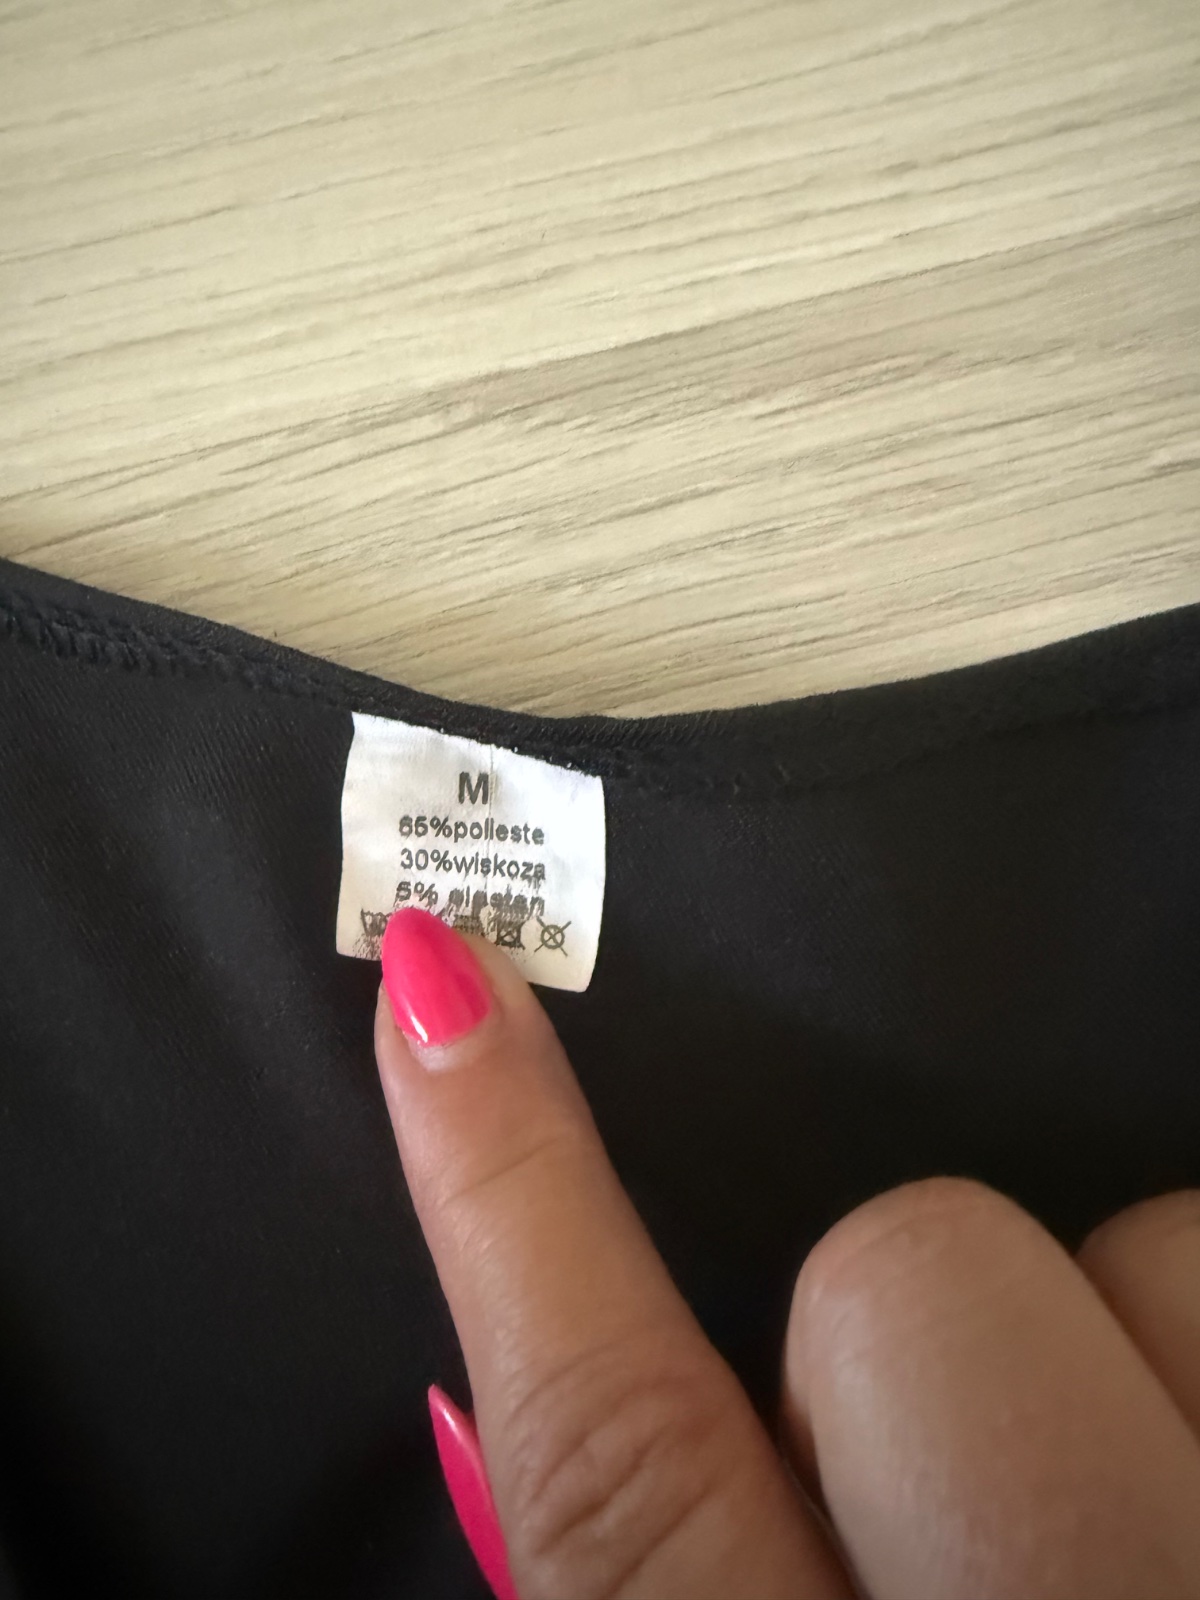 M
65%polieste
30%wiskoza
5% elastan